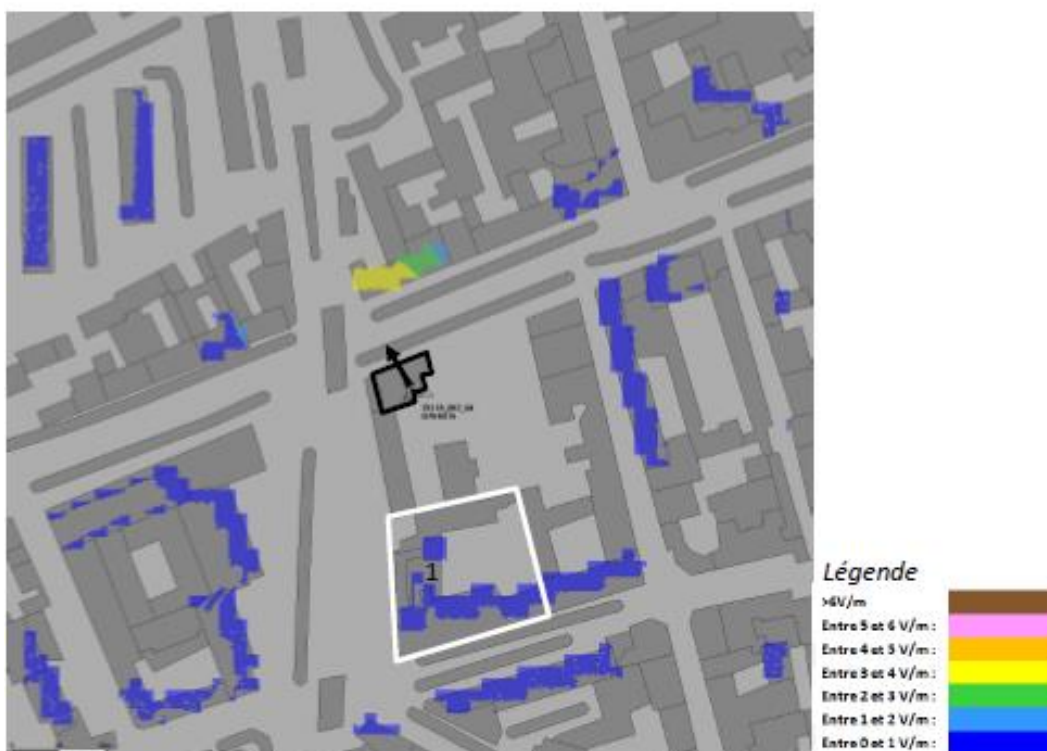 1
Légende
>6V/m
Entre 5 et 6 V/m :
Entre 4 et 5 V/m :
Entre 3 et 4 V/m :
Entre 2 et 3 V/m :
Entre 1 et 2 V/m :
Entre 0 et 1 V/m :